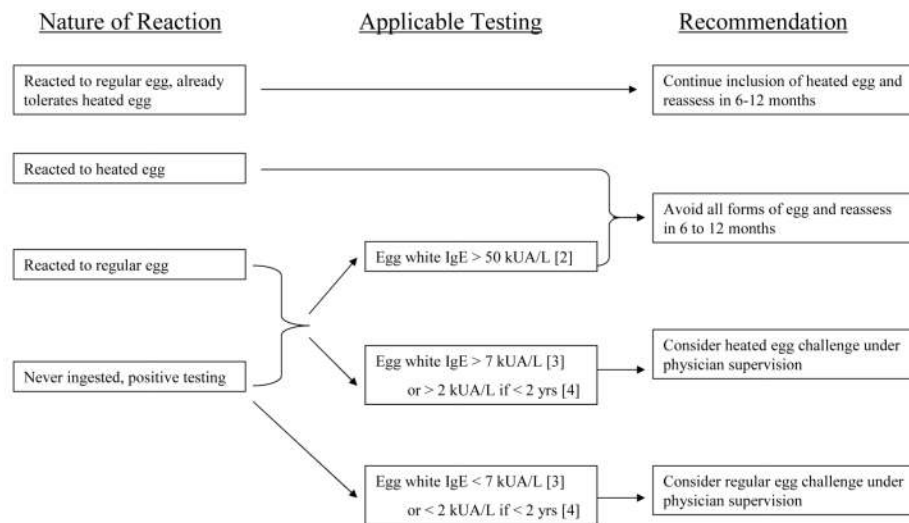 Nature of Reaction
Applicable Testing
Recommendation
Reacted to regular egg, already
tolerates heated egg
Continue inclusion of heated egg and
reassess in 6-12 months
Reacted to heated egg
Avoid all forms of egg and reassess
in 6 to 12 months
Reacted to regular egg
Egg white IgE > 50 kUA/L [2]
Never ingested, positive testing
Egg white IgE > 7 kUA/L [3]
or > 2 kUA/L if < 2 yrs [4]
Consider heated egg challenge under
physician supervision
Egg white IgE < 7 kUA/L [3]
or < 2 kUA/L if < 2 yrs [4]
Consider regular egg challenge under
physician supervision